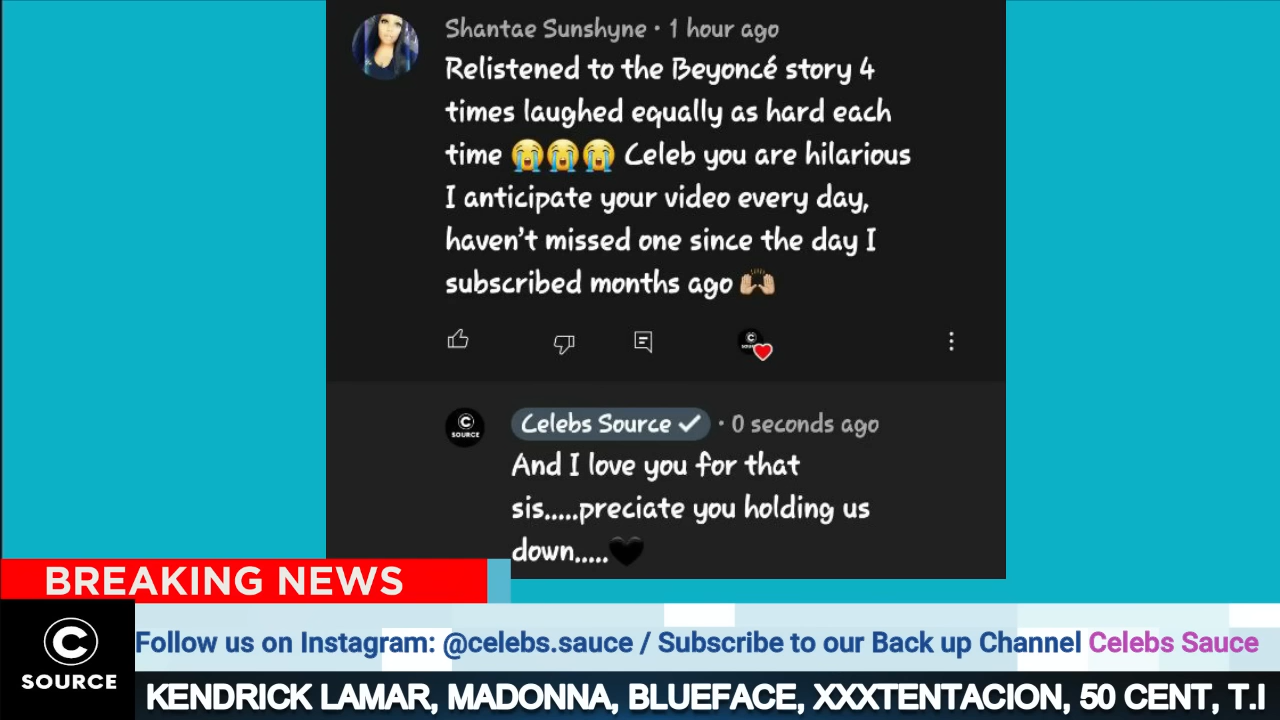 Shantae Sunshyne · 1 hour ago
Relistened to the Beyoncé story 4
times laughed equally as hard each
time 😭😭😭 Celeb you are hilarious
I anticipate your video every day,
haven't missed one since the day I
subscribed months ago 🙌🏼
C SOURCE
Celebs Source ✓ · 0 seconds ago
And I love you for that
sis.....preciate you holding us
down.....🖤
BREAKING NEWS
C
SOURCE
Follow us on Instagram: @celebs.sauce / Subscribe to our Back up Channel Celebs Sauce
KENDRICK LAMAR, MADONNA, BLUEFACE, XXXTENTACION, 50 CENT, T.I